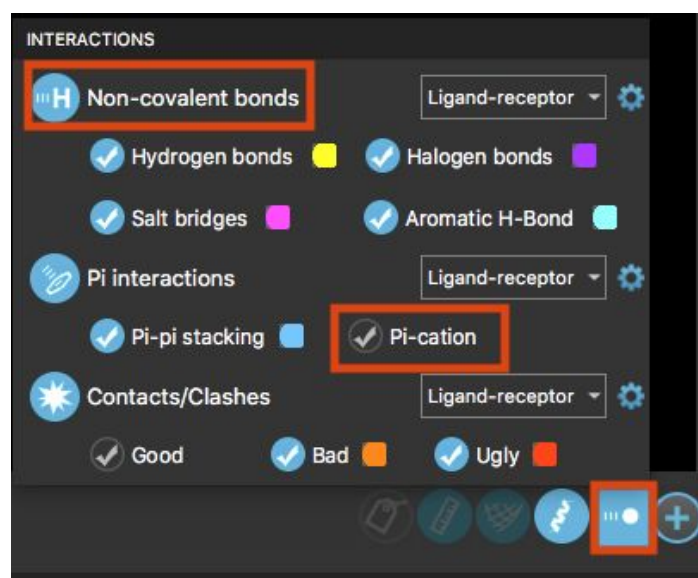 INTERACTIONS
H Non-covalent bonds Ligand-receptor
Hydrogen bonds Halogen bonds
Salt bridges Aromatic H-Bond
Pi interactions Ligand-receptor
Pi-pi stacking Pi-cation
Contacts/Clashes Ligand-receptor
Good Bad Ugly